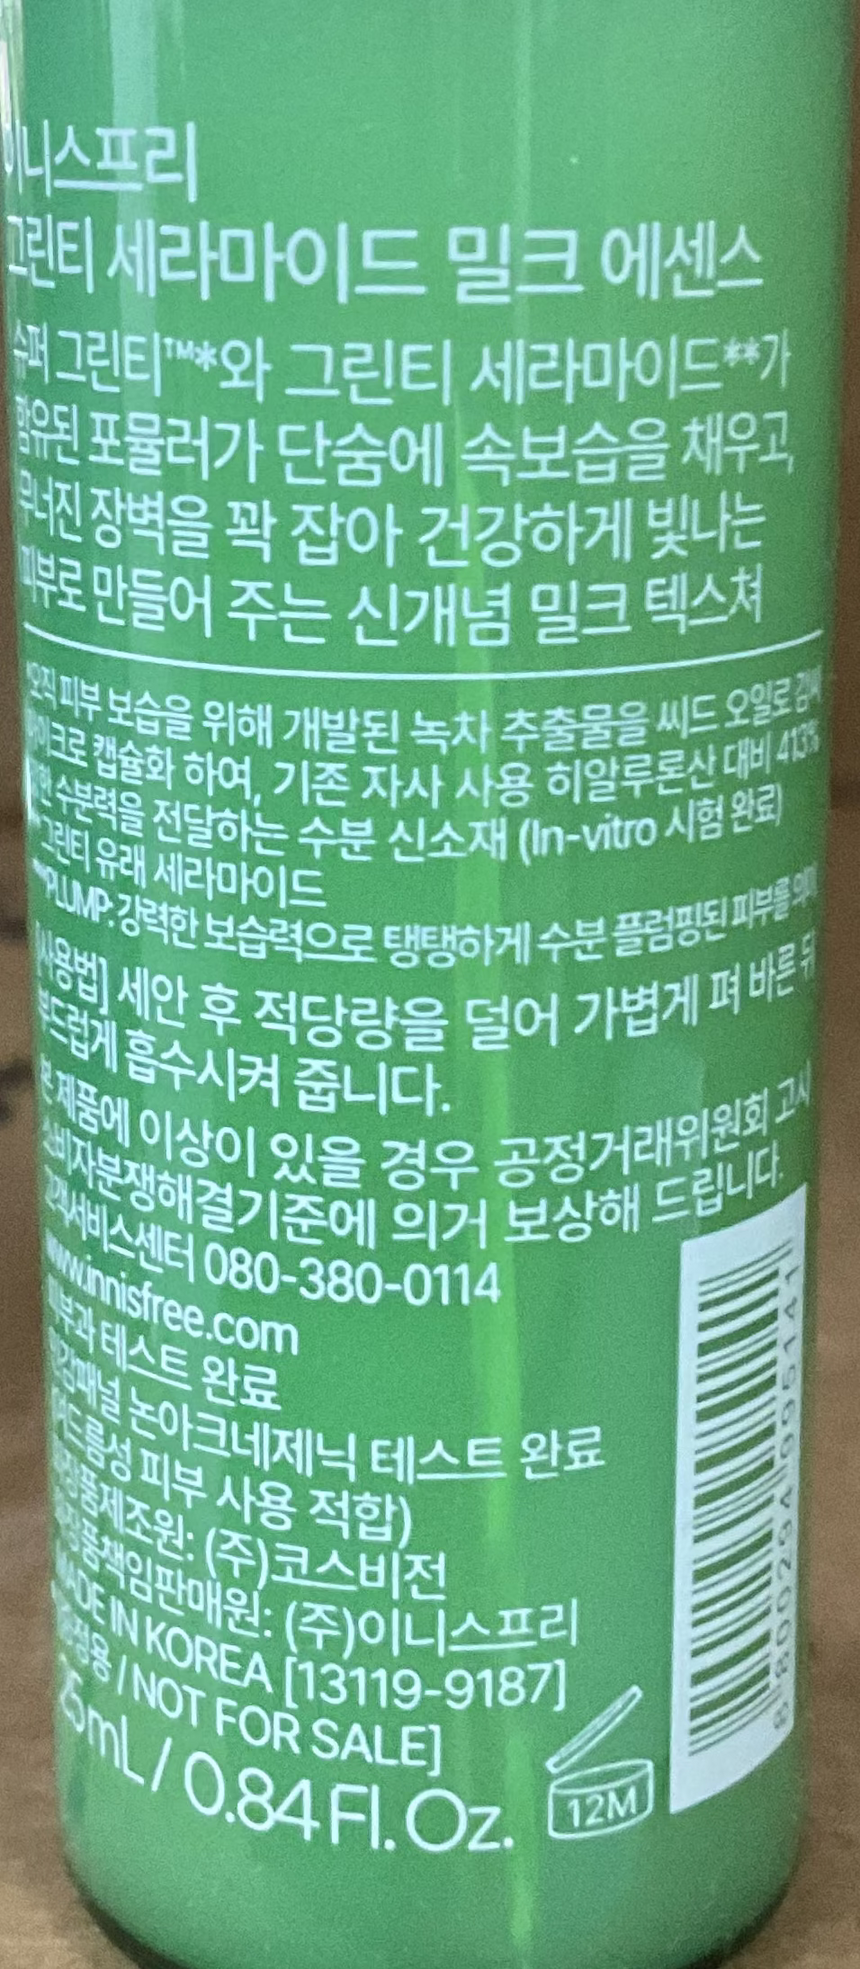 이니스프리
그린티 세라마이드 밀크 에센스
슈퍼 그린티™*와 그린티 세라마이드**가
함유된 포뮬러가 단숨에 속보습을 채우고,
무너진 장벽을 꽉 잡아 건강하게 빛나는
피부로 만들어 주는 신개념 밀크 텍스쳐
*오직 피부 보습을 위해 개발된 녹차 추출물을 씨드 오일로 감싸
마이크로 캡슐화 하여, 기존 자사 사용 히알루론산 대비 413%
수분력을 전달하는 수분 신소재 (In-vitro 시험 완료)
**그린티 유래 세라마이드
***PLUMP: 강력한 보습력으로 탱탱하게 수분 플럼핑된 피부를 의미
[사용법] 세안 후 적당량을 덜어 가볍게 펴 바른 뒤
부드럽게 흡수시켜 줍니다.
본 제품에 이상이 있을 경우 공정거래위원회 고시
소비자분쟁해결기준에 의거 보상해 드립니다.
고객서비스센터 080-380-0114
www.innisfree.com
피부과 테스트 완료
민감패널 논아크네제닉 테스트 완료
(여드름성 피부 사용 적합)
화장품제조원: (주)코스비전
화장품책임판매원: (주)이니스프리
MADE IN KOREA [13119-9187]
/ NOT FOR SALE]
25mL / 0.84 Fl. Oz.
12M